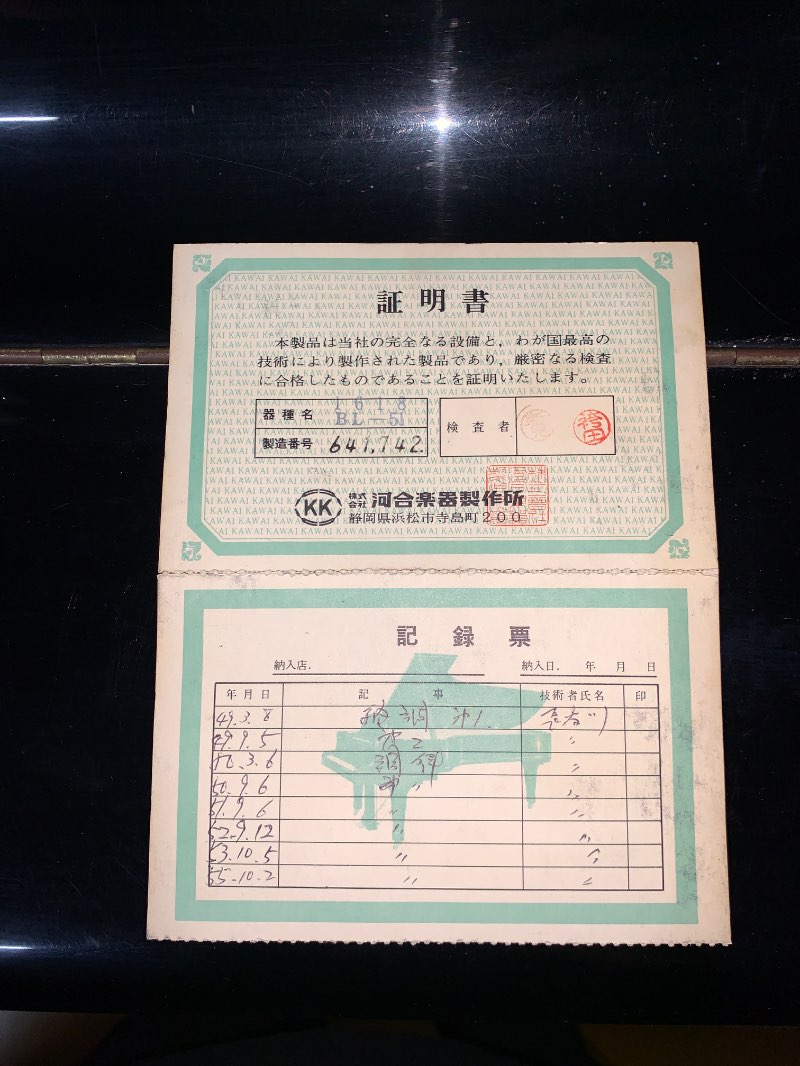 証明書
本製品は当社の完全なる設備と，わが国最高の
技術により製作された製品であり，厳密なる検査
に合格したものであることを証明いたします。
器種名 1618 BL-51
製造番号 641,742.
検査者
KK 株式会社 河合楽器製作所
静岡県浜松市寺島町200
記録票
納入店． 納入日． 年 月 日
年月日 記 事 技術者氏名 印
49.3.8
49.9.5 〃
50.3.6 調律 〃
50.9.6 〃 〃
51.9.6 〃
52.9.12 〃 〃
53.10.5 〃 〃
55.10.2 〃 〃